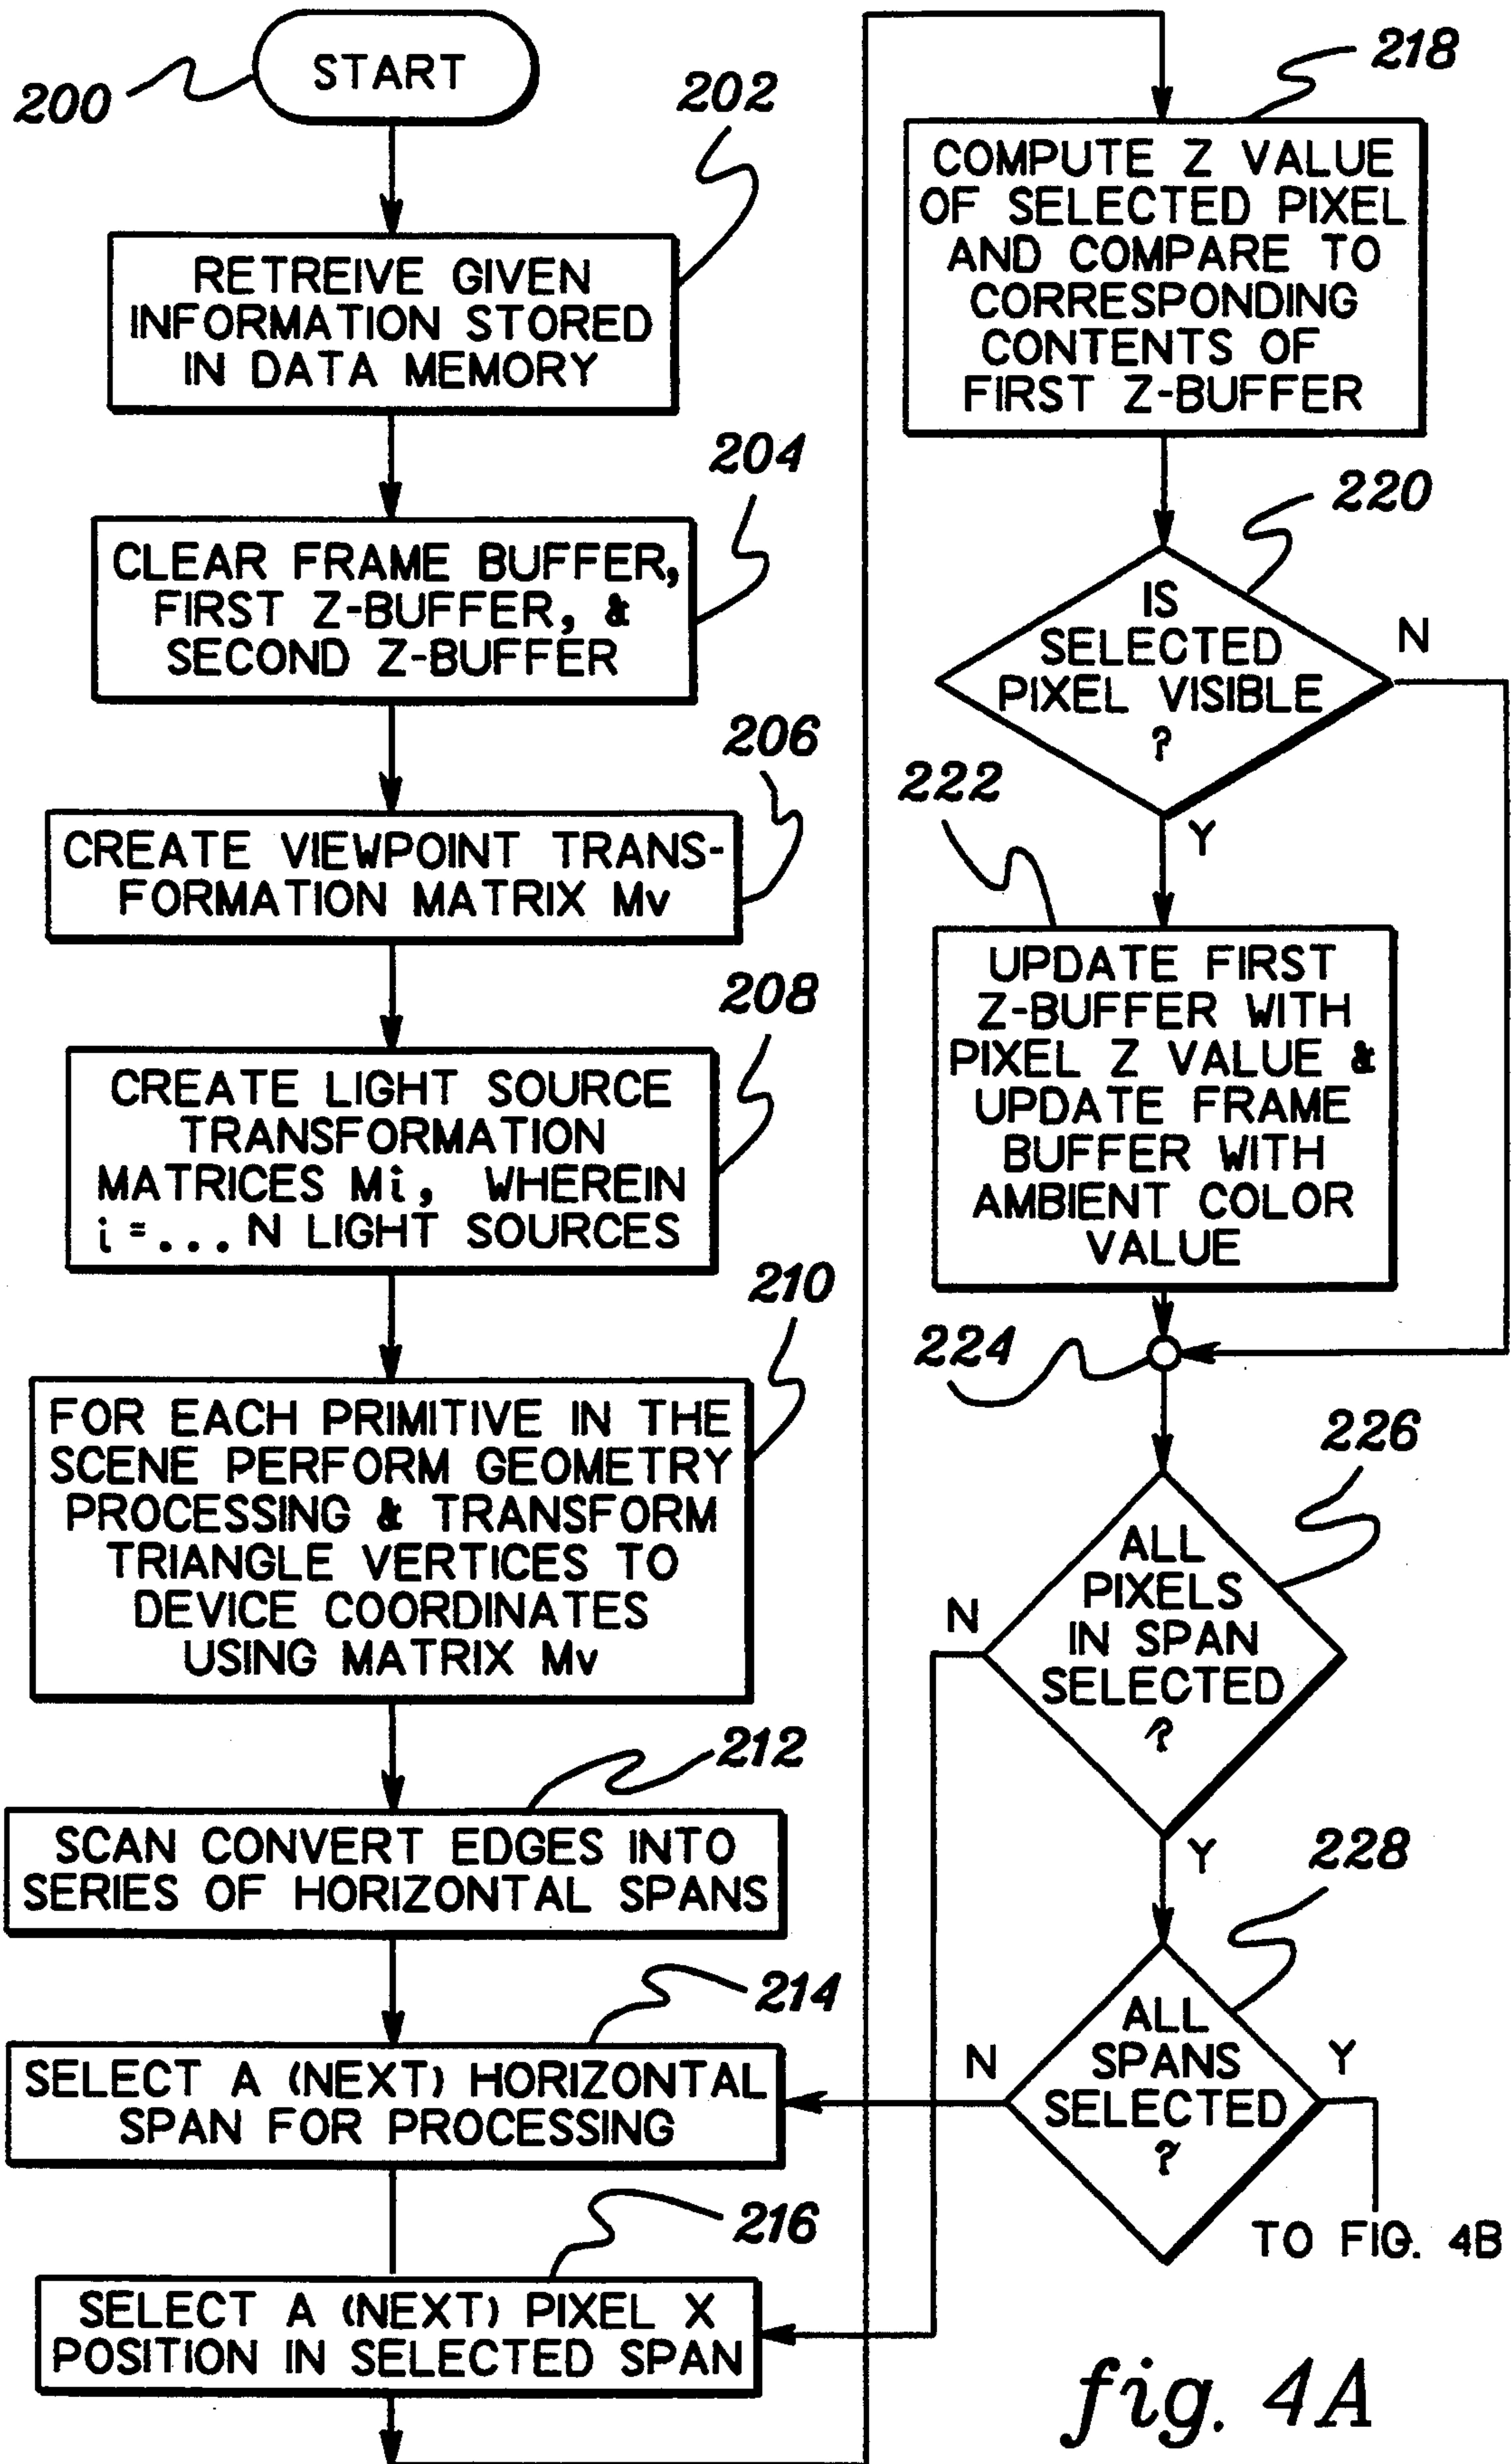 START
200
202
RETREIVE GIVEN
INFORMATION STORED
IN DATA MEMORY
204
CLEAR FRAME BUFFER,
FIRST Z-BUFFER, &
SECOND Z-BUFFER
206
CREATE VIEWPOINT TRANS-
FORMATION MATRIX Mv
208
CREATE LIGHT SOURCE
TRANSFORMATION
MATRICES Mi, WHEREIN
i =... N LIGHT SOURCES
210
FOR EACH PRIMITIVE IN THE
SCENE PERFORM GEOMETRY
PROCESSING & TRANSFORM
TRIANGLE VERTICES TO
DEVICE COORDINATES
USING MATRIX Mv
212
SCAN CONVERT EDGES INTO
SERIES OF HORIZONTAL SPANS
214
SELECT A (NEXT) HORIZONTAL
SPAN FOR PROCESSING
216
SELECT A (NEXT) PIXEL X
POSITION IN SELECTED SPAN
218
COMPUTE Z VALUE
OF SELECTED PIXEL
AND COMPARE TO
CORRESPONDING
CONTENTS OF
FIRST Z-BUFFER
220
IS
SELECTED
PIXEL VISIBLE
?
N
Y
222
UPDATE FIRST
Z-BUFFER WITH
PIXEL Z VALUE &
UPDATE FRAME
BUFFER WITH
AMBIENT COLOR
VALUE
224
226
ALL
PIXELS
IN SPAN
SELECTED
?
N
Y
228
ALL
SPANS
SELECTED
?
N
Y
TO FIG. 4B
fig. 4A